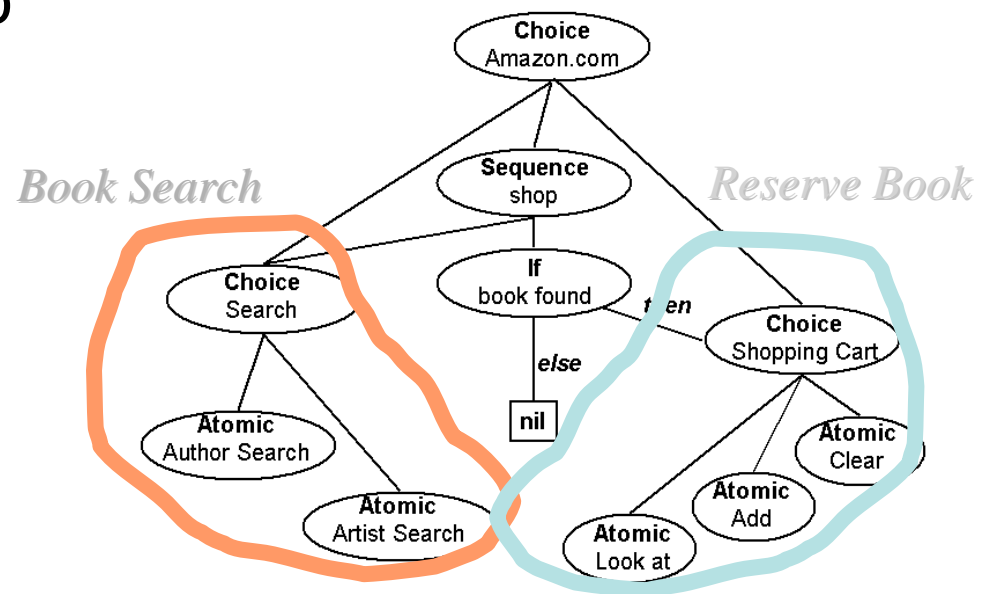 Choice
Amazon.com
Book Search
Sequence
shop
Reserve Book
Choice
Search
If
book found
then
Choice
Shopping Cart
else
nil
Atomic
Author Search
Atomic
Clear
Atomic
Artist Search
Atomic
Add
Atomic
Look at